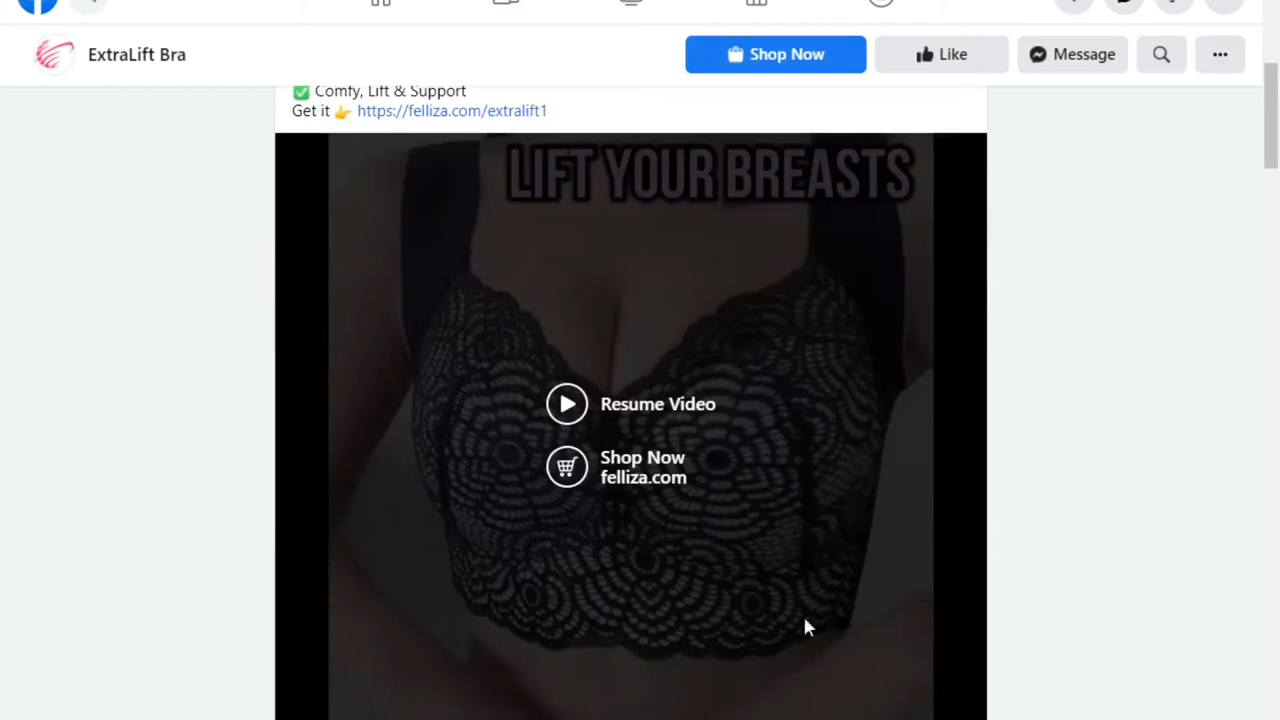 ExtraLift Bra
Shop Now
Like
Message
Comfy, Lift & Support
Get it 👉 https://felliza.com/extralift1
LIFT YOUR BREASTS
Resume Video
Shop Now
felliza.com